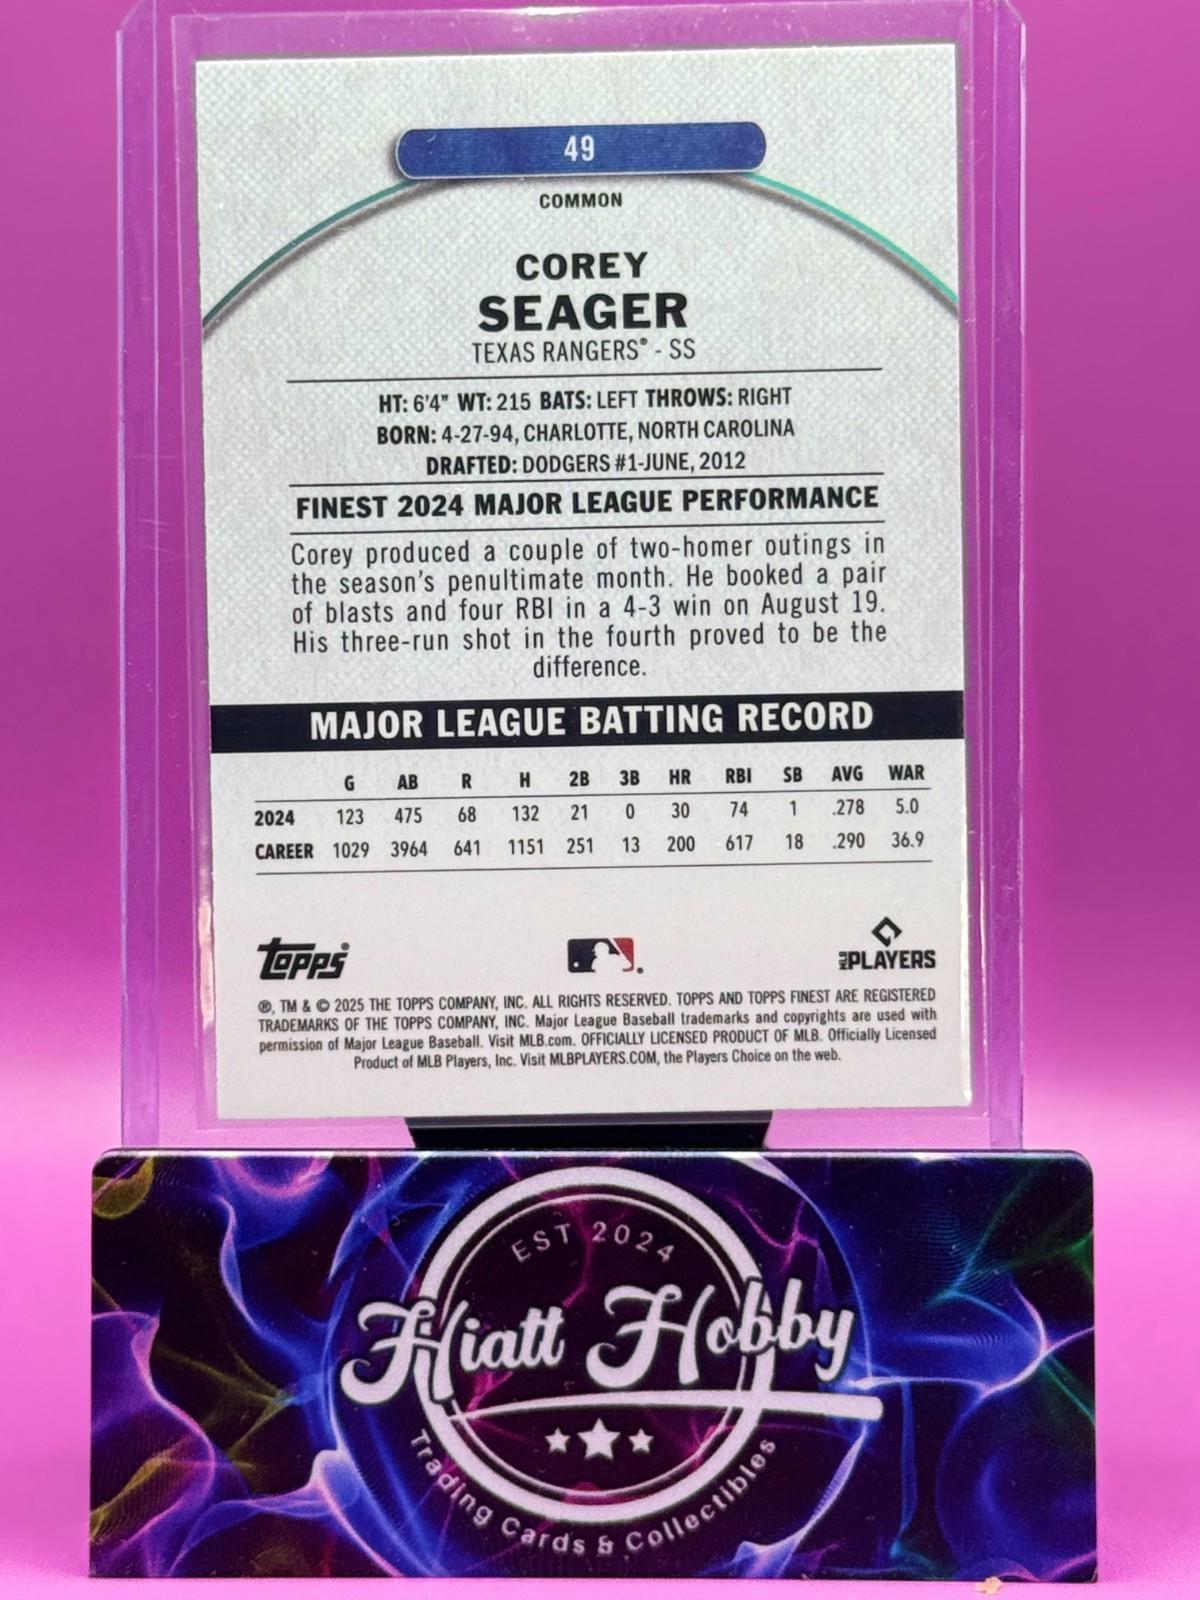 49
COMMON
COREY
SEAGER
TEXAS RANGERS® - SS
HT: 6'4" WT: 215 BATS: LEFT THROWS: RIGHT
BORN: 4-27-94, CHARLOTTE, NORTH CAROLINA
DRAFTED: DODGERS #1-JUNE, 2012
FINEST 2024 MAJOR LEAGUE PERFORMANCE
Corey produced a couple of two-homer outings in
the season's penultimate month. He booked a pair
of blasts and four RBI in a 4-3 win on August 19.
His three-run shot in the fourth proved to be the
difference.
MAJOR LEAGUE BATTING RECORD
G AB R H 2B 3B HR RBI SB AVG WAR
2024 123 475 68 132 21 0 30 74 1 .278 5.0
CAREER 1029 3964 641 1151 251 13 200 617 18 .290 36.9
Topps®
MLB PLAYERS
®, TM & © 2025 THE TOPPS COMPANY, INC. ALL RIGHTS RESERVED. TOPPS AND TOPPS FINEST ARE REGISTERED
TRADEMARKS OF THE TOPPS COMPANY, INC. Major League Baseball trademarks and copyrights are used with
permission of Major League Baseball. Visit MLB.com. OFFICIALLY LICENSED PRODUCT OF MLB. Officially Licensed
Product of MLB Players, Inc. Visit MLBPLAYERS.COM, the Players Choice on the web.
EST 2024
Hiatt Hobby
Trading Cards & Collectibles